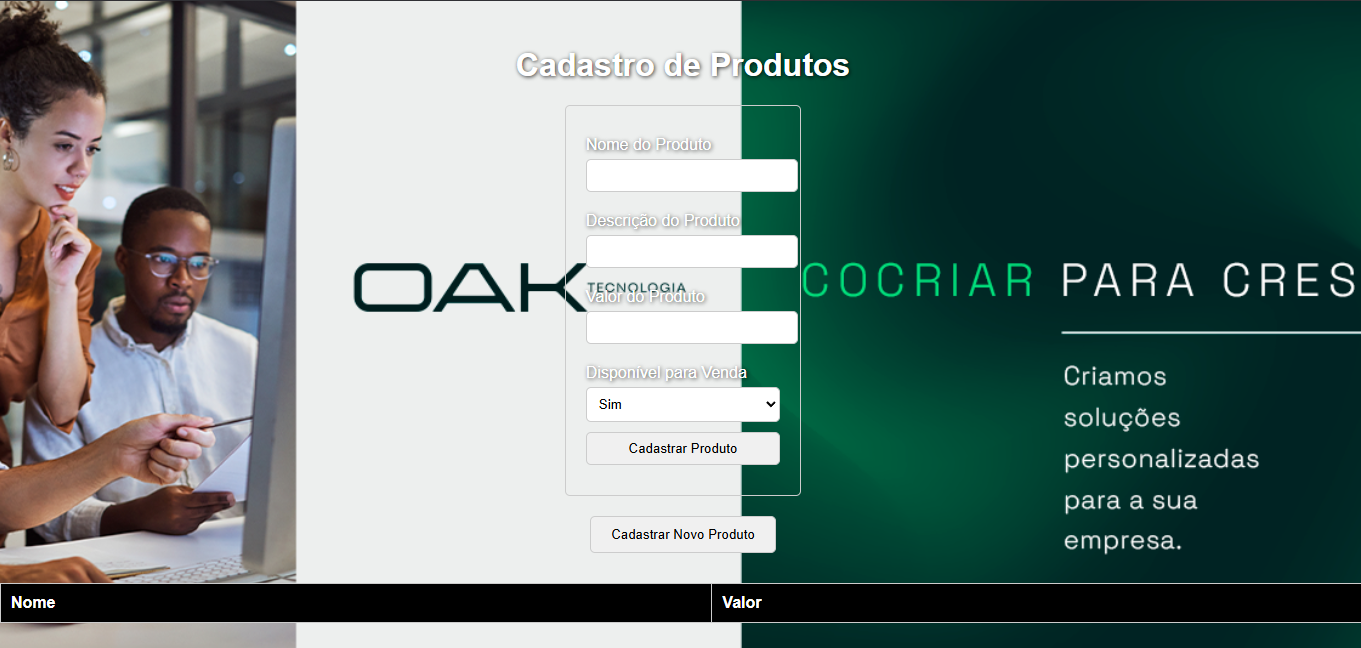 Cadastro de Produtos
Nome do Produto
Descrição do Produto
OAK TECNOLOGIA
Valor do Produto
COCRIAR PARA CRES
Disponível para Venda
Sim
Cadastrar Produto
Criamos
soluções
personalizadas
para a sua
empresa.
Cadastrar Novo Produto
Nome Valor